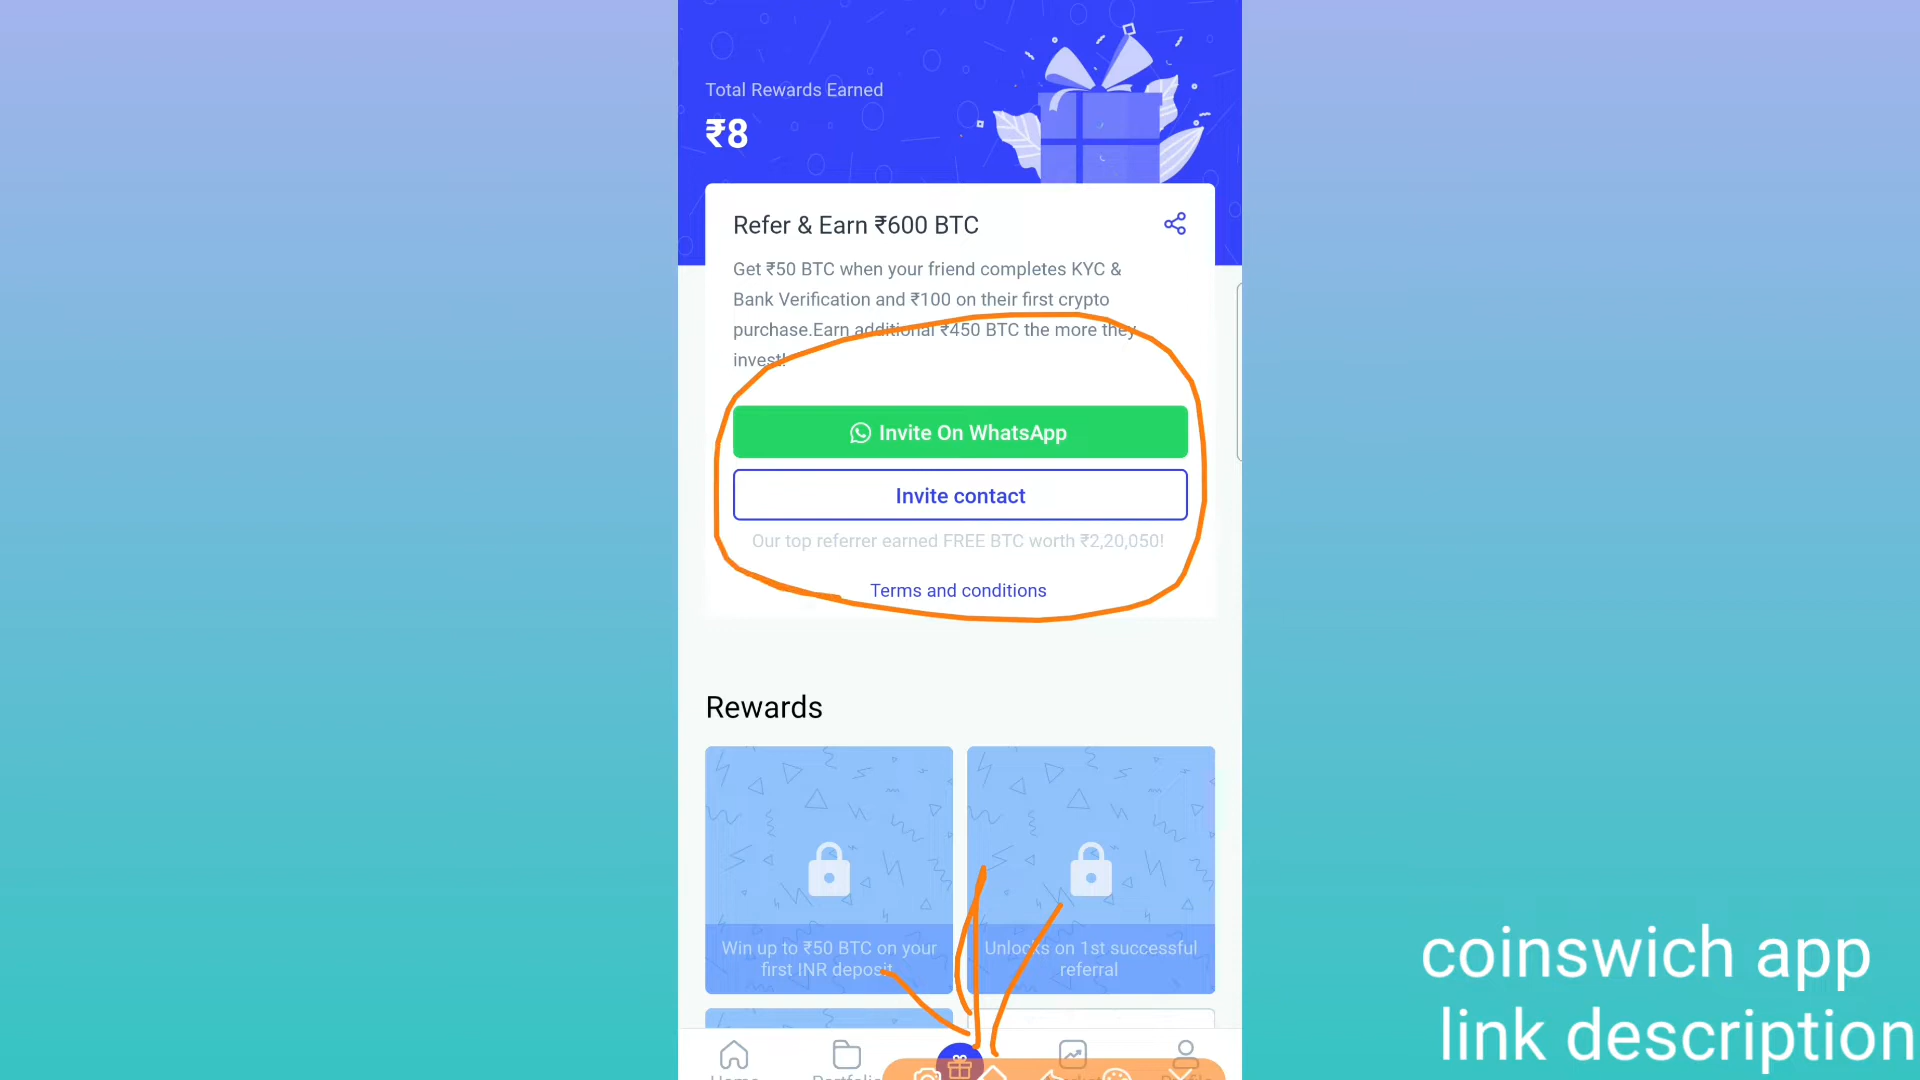 Total Rewards Earned
₹8
Refer & Earn ₹600 BTC
Get ₹50 BTC when your friend completes KYC &
Bank Verification and ₹100 on their first crypto
purchase.Earn additional ₹450 BTC the more they
invest!
Invite On WhatsApp
Invite contact
Our top referrer earned FREE BTC worth ₹2,20,050!
Terms and conditions
Rewards
Win up to ₹50 BTC on your
first INR deposit
Unlocks on 1st successful
referral
coinswich app
link description